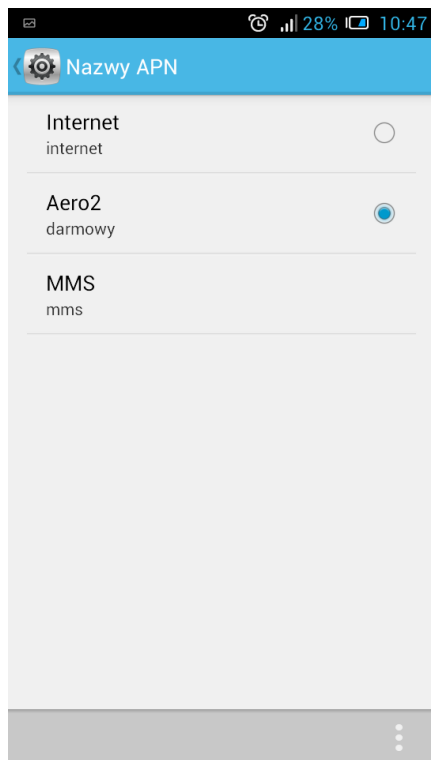 28% 10:47
Nazwy APN
Internet
internet
Aero2
darmowy
MMS
mms